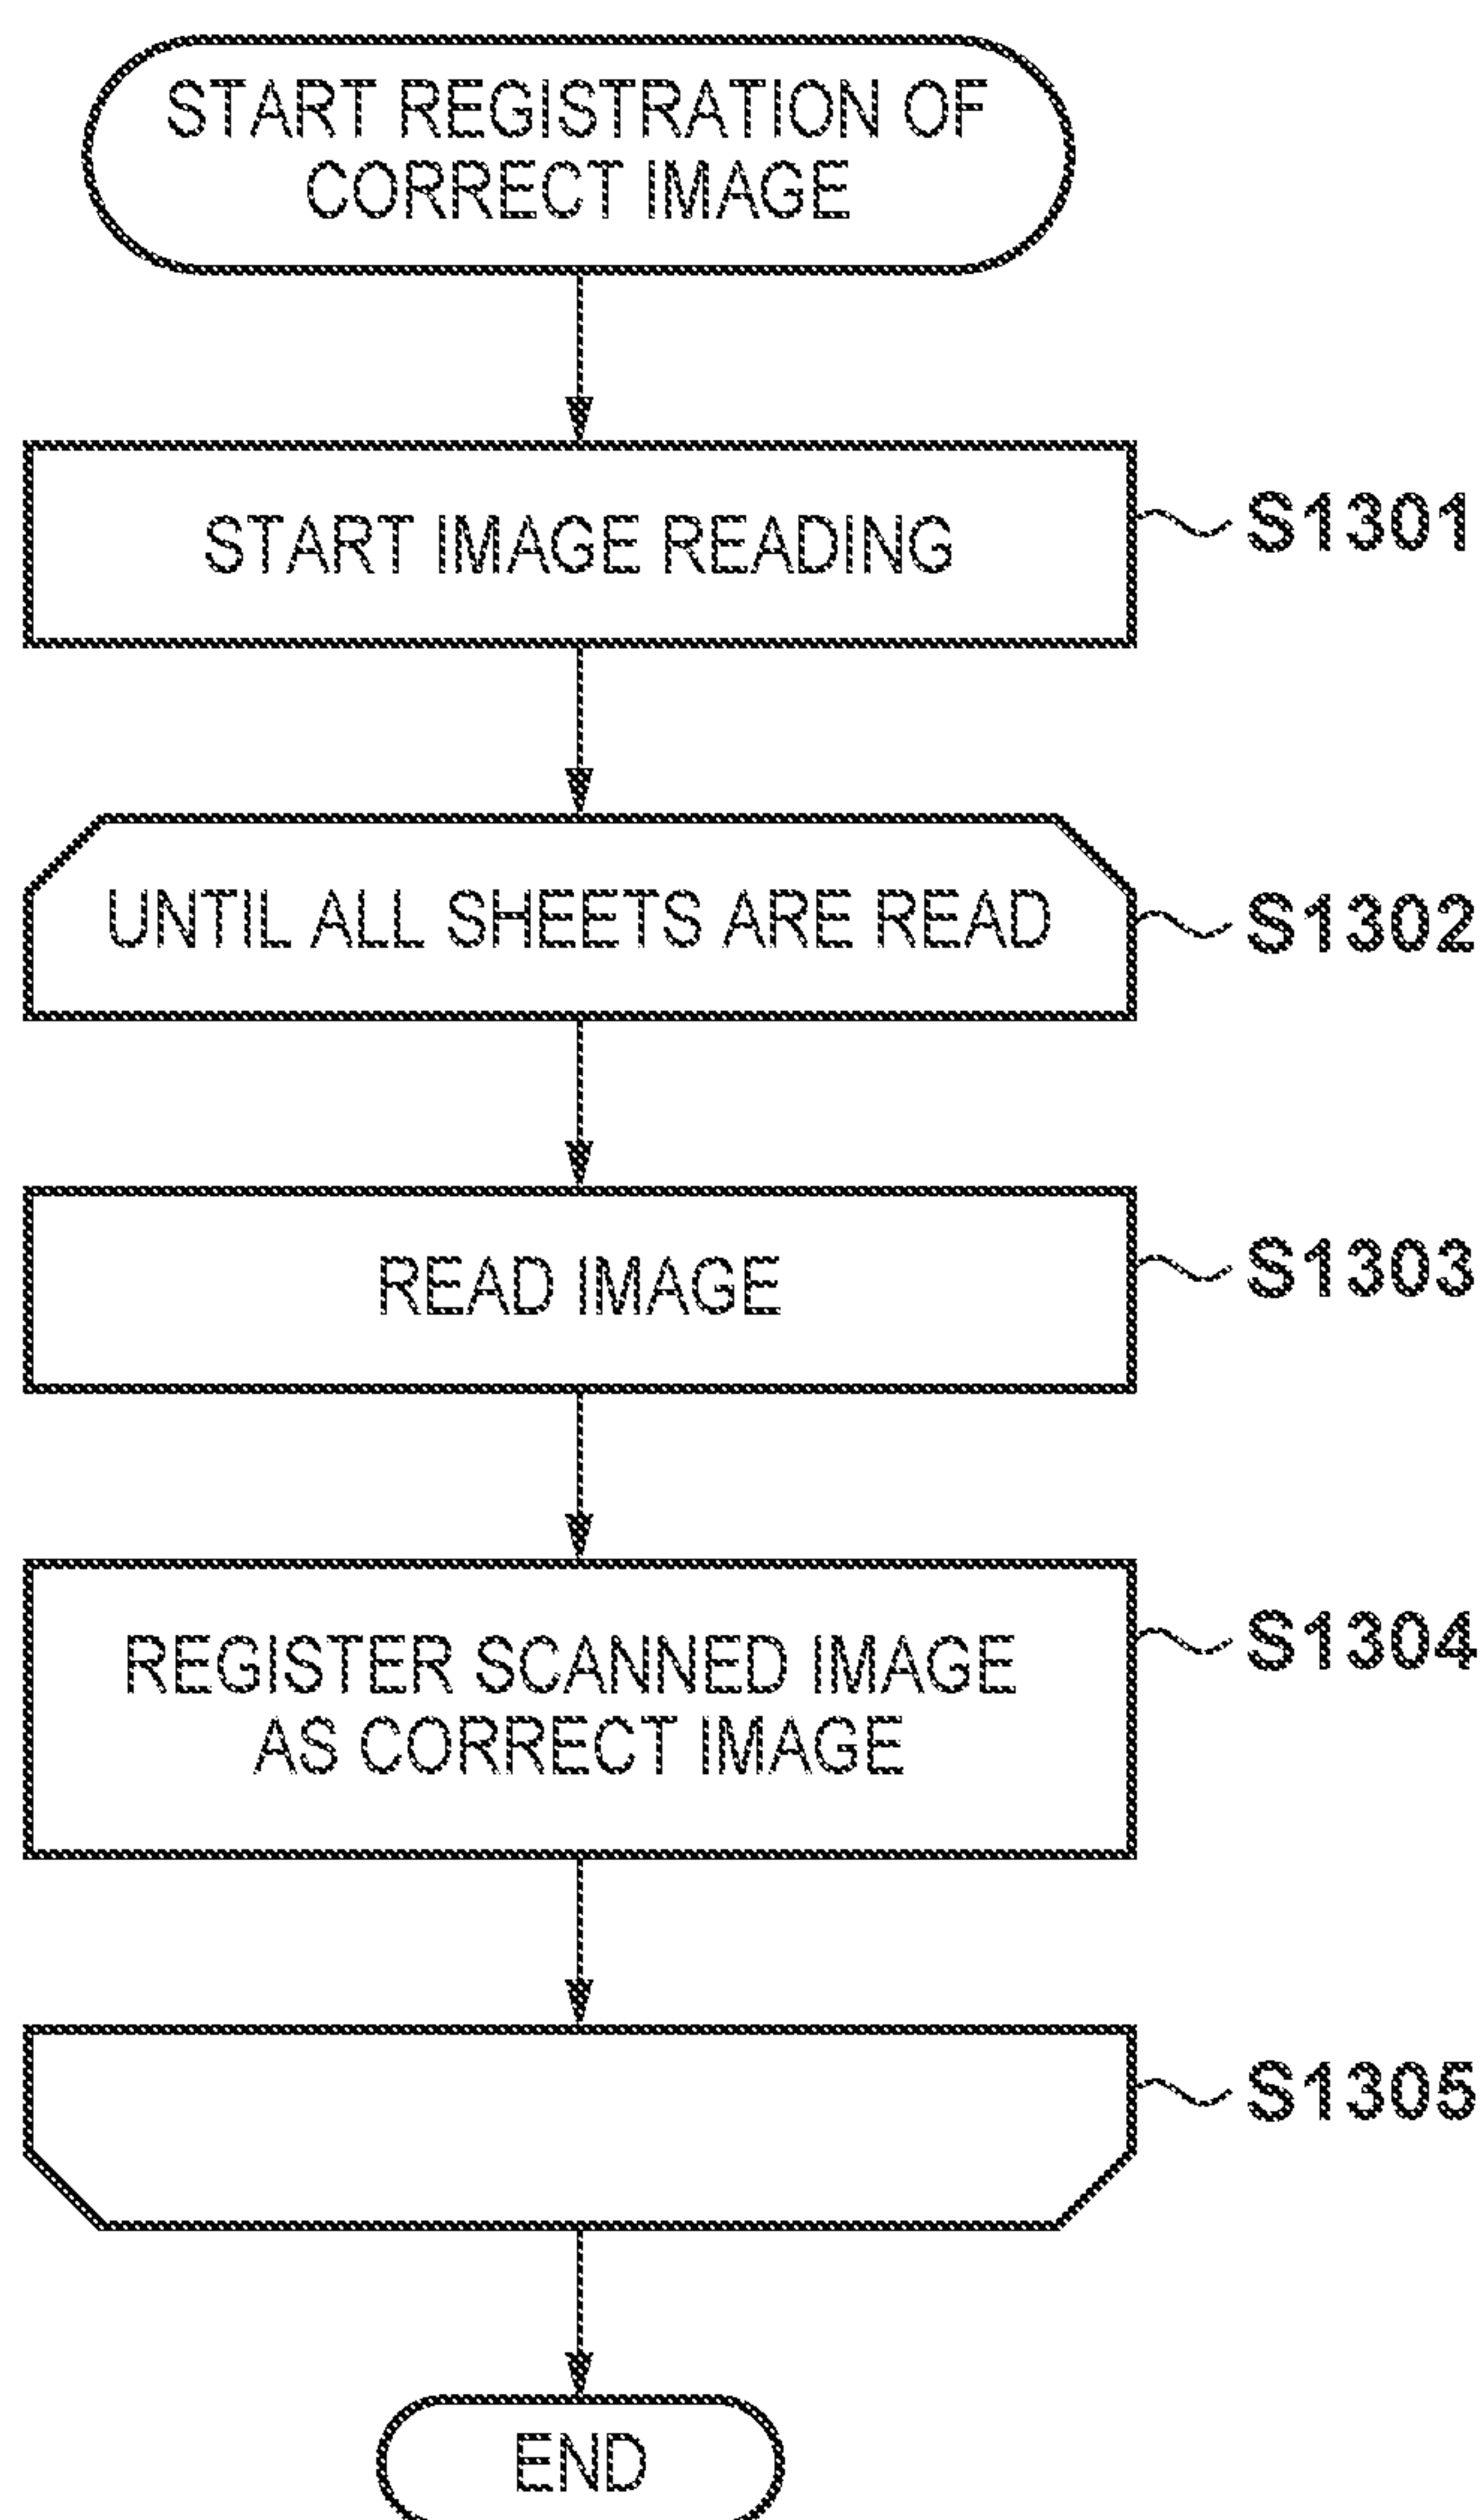 START REGISTRATION OF
CORRECT IMAGE
START IMAGE READING
S1301
UNTIL ALL SHEETS ARE READ
S1302
READ IMAGE
S1303
REGISTER SCANNED IMAGE
AS CORRECT IMAGE
S1304
S1305
END